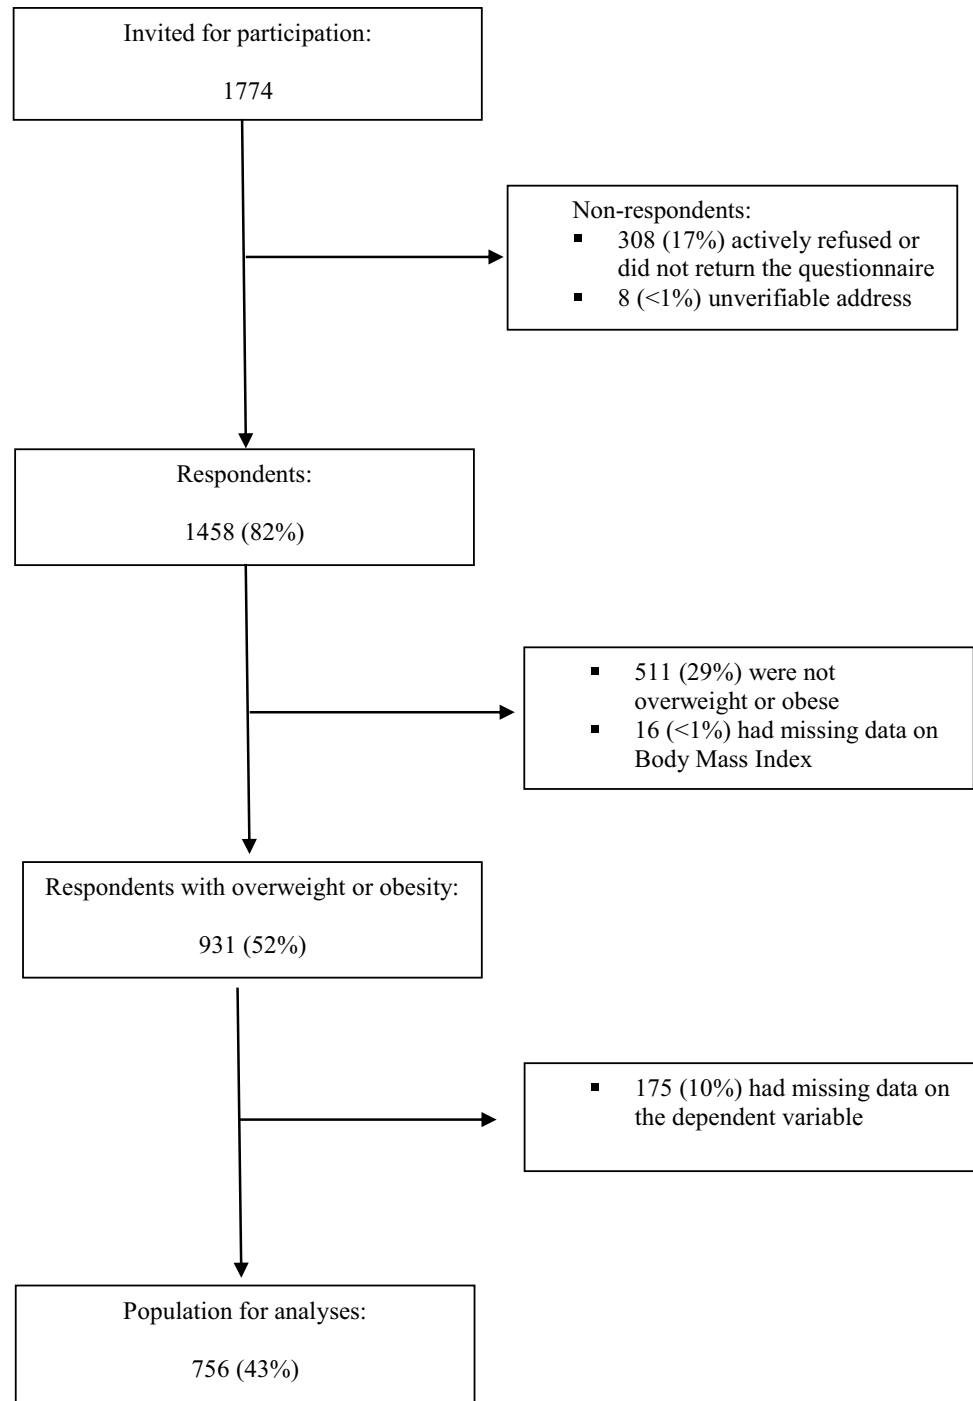 Invited for participation:
1774
Non-respondents:
▪ 308 (17%) actively refused or
did not return the questionnaire
▪ 8 (<1%) unverifiable address
Respondents:
1458 (82%)
▪ 511 (29%) were not
overweight or obese
▪ 16 (<1%) had missing data on
Body Mass Index
Respondents with overweight or obesity:
931 (52%)
▪ 175 (10%) had missing data on
the dependent variable
Population for analyses:
756 (43%)